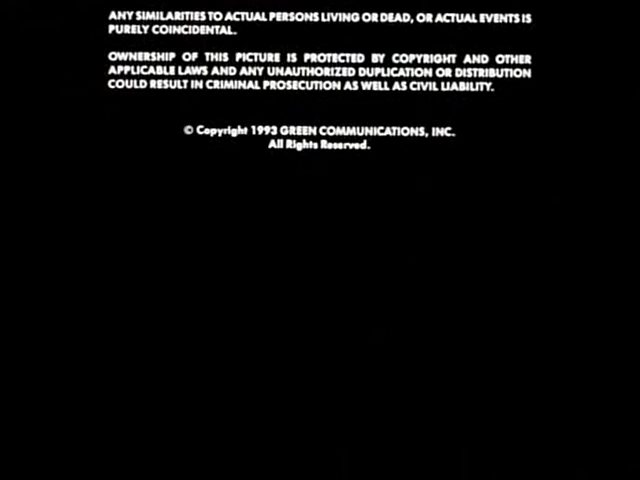 ANY SIMILARITIES TO ACTUAL PERSONS LIVING OR DEAD, OR ACTUAL EVENTS IS
PURELY COINCIDENTAL.
OWNERSHIP OF THIS PICTURE IS PROTECTED BY COPYRIGHT AND OTHER
APPLICABLE LAWS AND ANY UNAUTHORIZED DUPLICATION OR DISTRIBUTION
COULD RESULT IN CRIMINAL PROSECUTION AS WELL AS CIVIL LIABILITY.
© Copyright 1993 GREEN COMMUNICATIONS, INC.
All Rights Reserved.